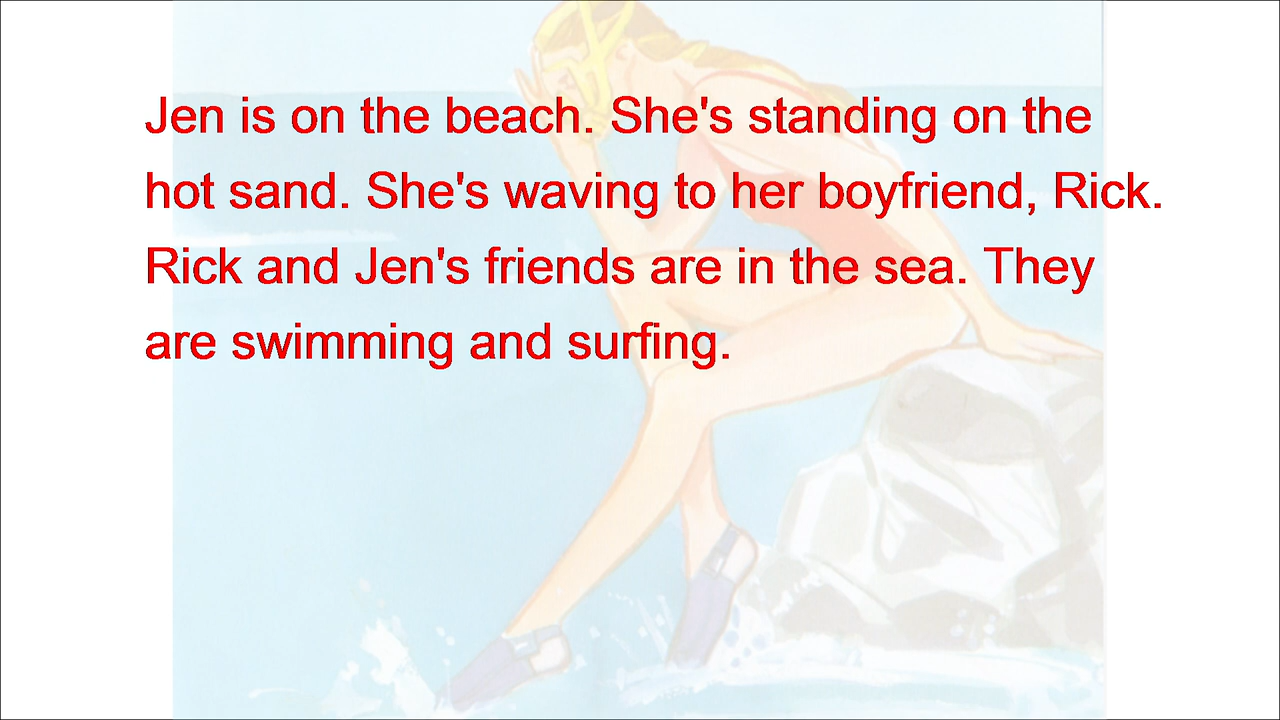 Jen is on the beach. She's standing on the
hot sand. She's waving to her boyfriend, Rick.
Rick and Jen's friends are in the sea. They
are swimming and surfing.